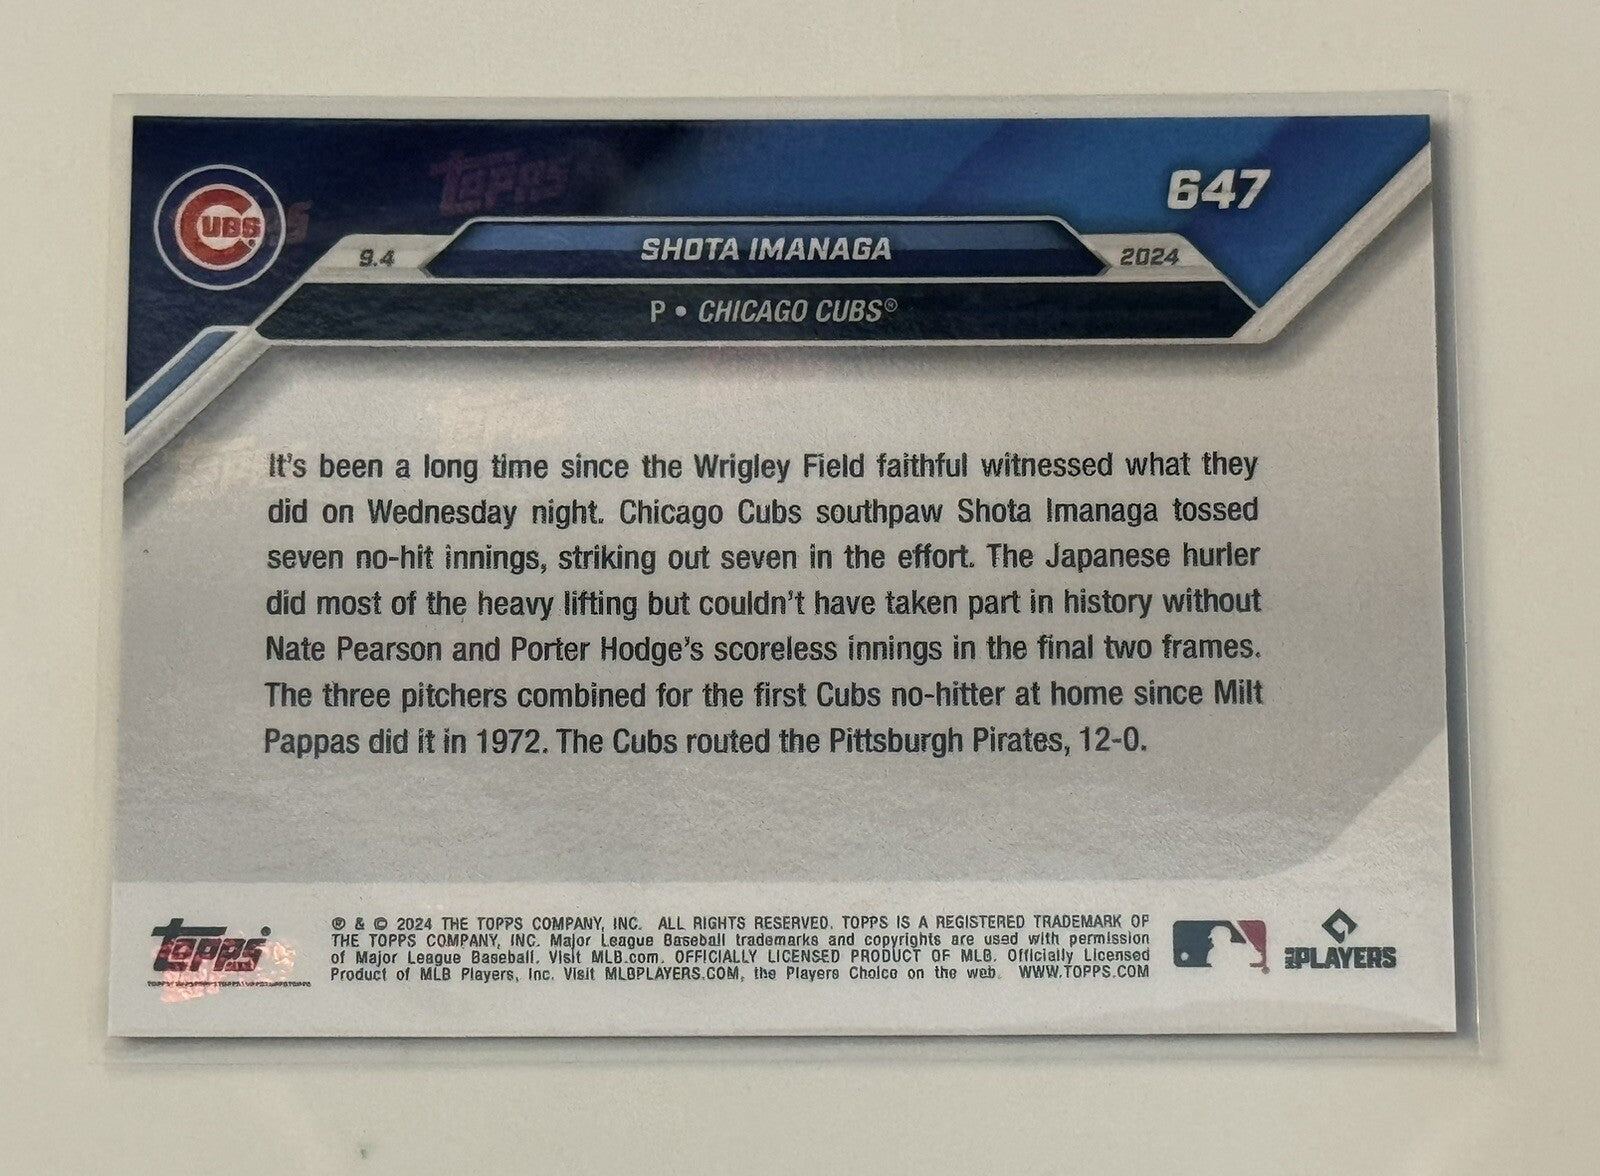 CUBS
TOPPS
647
9.4
SHOTA IMANAGA
2024
P • CHICAGO CUBS®
It's been a long time since the Wrigley Field faithful witnessed what they
did on Wednesday night. Chicago Cubs southpaw Shota Imanaga tossed
seven no-hit innings, striking out seven in the effort. The Japanese hurler
did most of the heavy lifting but couldn't have taken part in history without
Nate Pearson and Porter Hodge's scoreless innings in the final two frames.
The three pitchers combined for the first Cubs no-hitter at home since Milt
Pappas did it in 1972. The Cubs routed the Pittsburgh Pirates, 12-0.
topps
® & © 2024 THE TOPPS COMPANY, INC. ALL RIGHTS RESERVED. TOPPS IS A REGISTERED TRADEMARK OF
THE TOPPS COMPANY, INC. Major League Baseball trademarks and copyrights are used with permission
of Major League Baseball. Visit MLB.com. OFFICIALLY LICENSED PRODUCT OF MLB. Officially Licensed
Product of MLB Players, Inc. Visit MLBPLAYERS.COM, the Players Choice on the web. WWW.TOPPS.COM
MLB PLAYERS